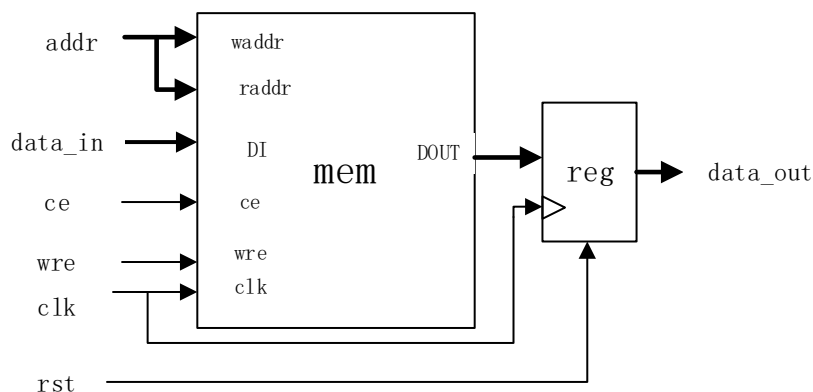 addr
waddr
raddr
data_in
DI
mem
DOUT
reg
data_out
ce
ce
wre
wre
clk
clk
rst